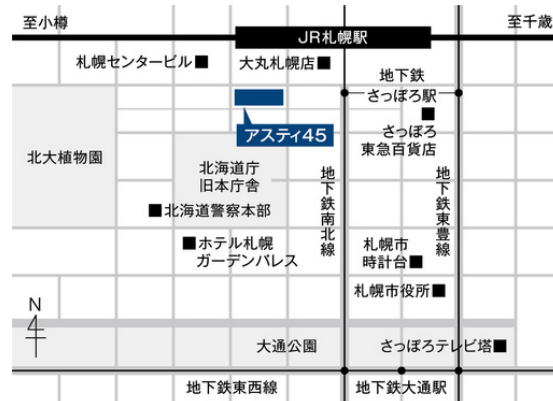 至小樽
JR札幌駅
至千歳
札幌センタービル
大丸札幌店
地下鉄
さっぽろ駅
アスティ45
さっぽろ
東急百貨店
北大植物園
北海道庁
旧本庁舎
地下鉄南北線
地下鉄東豊線
北海道警察本部
ホテル札幌
ガーデンパレス
札幌市
時計台
札幌市役所
N
大通公園
さっぽろテレビ塔
地下鉄東西線
地下鉄大通駅